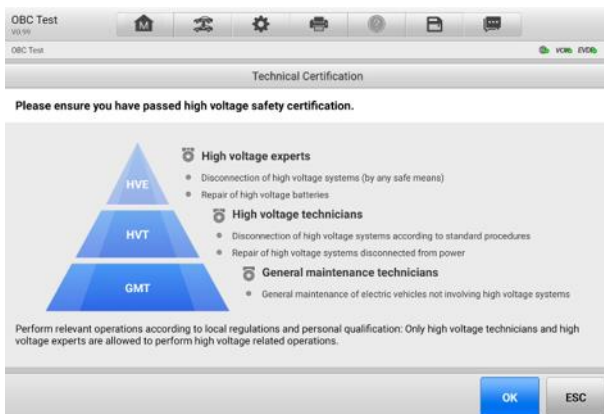 OBC Test
V0.99
OBC Test
VCMI
EVDB
Technical Certification
Please ensure you have passed high voltage safety certification.
HVE
High voltage experts
Disconnection of high voltage systems (by any safe means)
Repair of high voltage batteries
HVT
High voltage technicians
Disconnection of high voltage systems according to standard procedures
Repair of high voltage systems disconnected from power
GMT
General maintenance technicians
General maintenance of electric vehicles not involving high voltage systems
Perform relevant operations according to local regulations and personal qualification: Only high voltage technicians and high
voltage experts are allowed to perform high voltage related operations.
OK
ESC